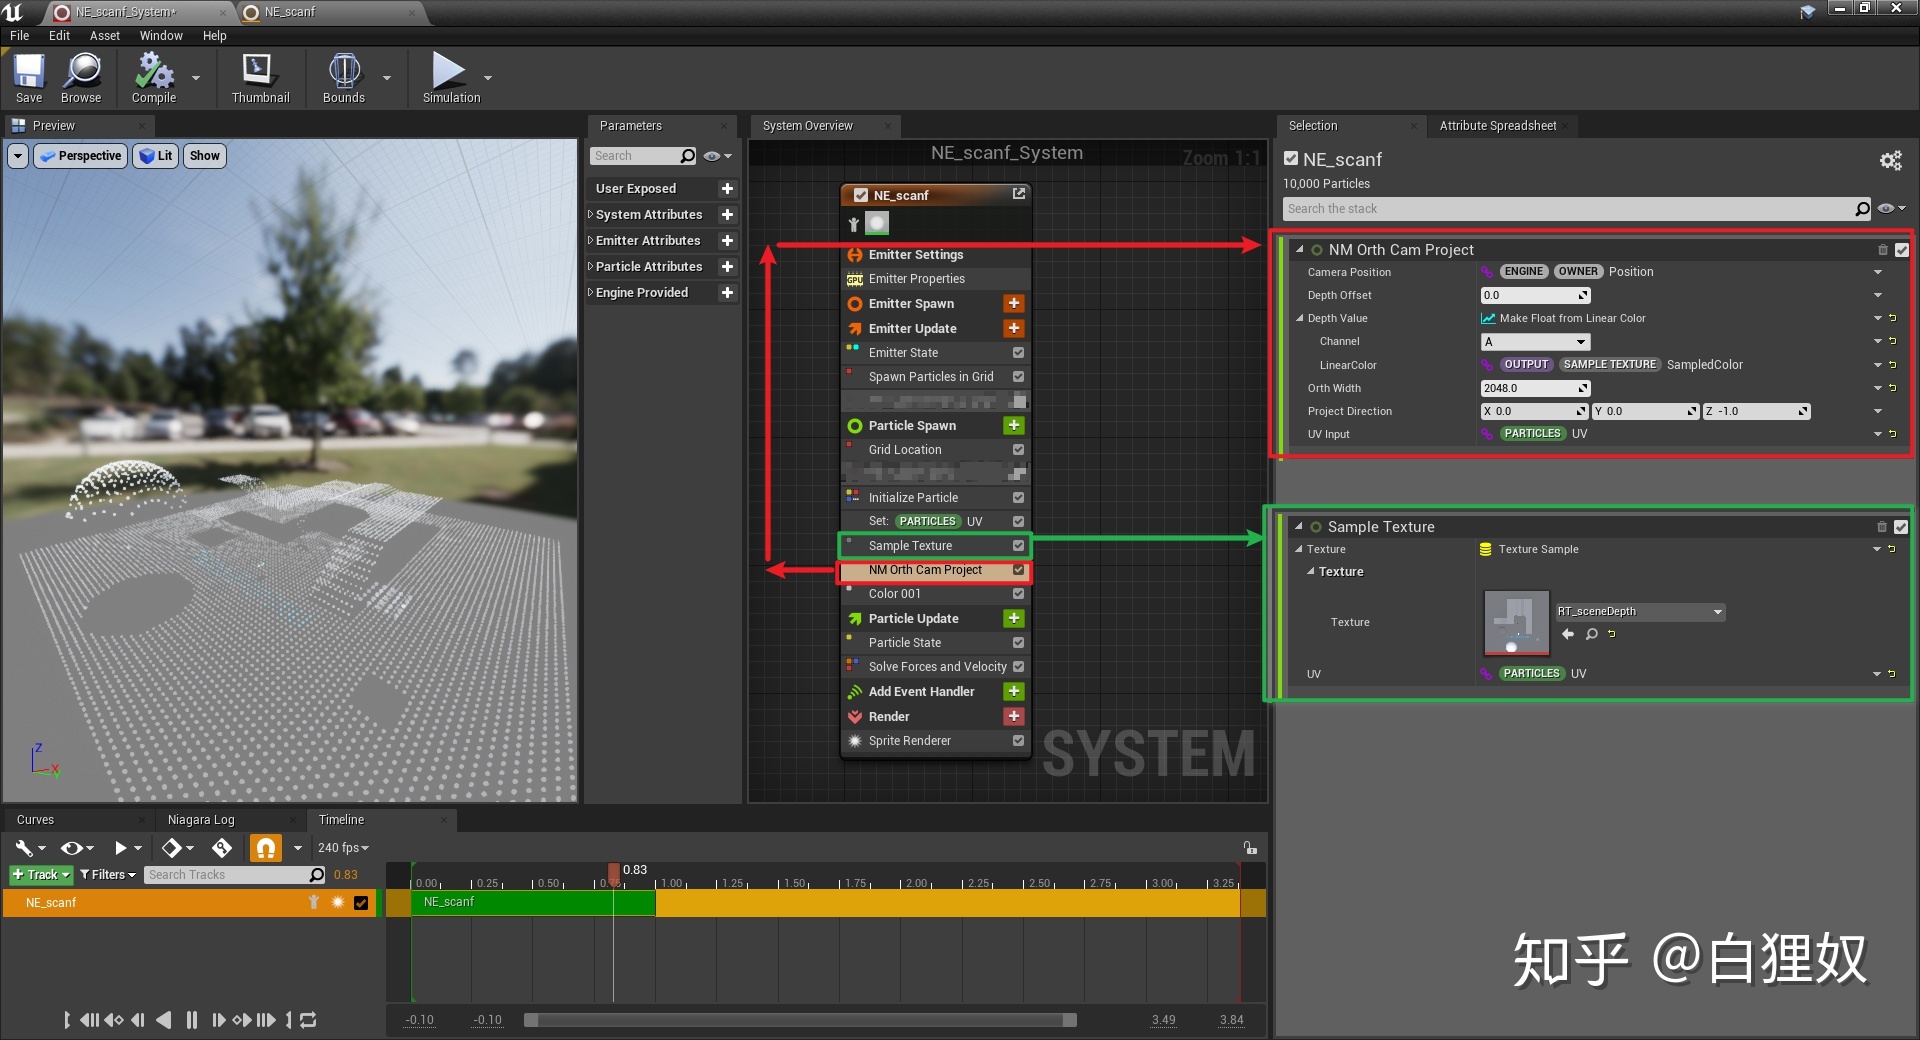 NE_scanf_System*
NE_scanf
File Edit Asset Window Help
Save Browse Compile Thumbnail Bounds Simulation
Preview
Perspective Lit Show
Z
X
Y
Parameters
Search
User Exposed
System Attributes
Emitter Attributes
Particle Attributes
Engine Provided
System Overview
NE_scanf_System
Zoom 1:1
NE_scanf
Emitter Settings
GPU Emitter Properties
Emitter Spawn
Emitter Update
Emitter State
Spawn Particles in Grid
Particle Spawn
Grid Location
Initialize Particle
Set: PARTICLES UV
Sample Texture
NM Orth Cam Project
Color 001
Particle Update
Particle State
Solve Forces and Velocity
Add Event Handler
Render
Sprite Renderer
SYSTEM
Selection
Attribute Spreadsheet
NE_scanf
10,000 Particles
Search the stack
NM Orth Cam Project
Camera Position ENGINE OWNER Position
Depth Offset 0.0
Depth Value Make Float from Linear Color
Channel A
LinearColor OUTPUT SAMPLE TEXTURE SampledColor
Orth Width 2048.0
Project Direction X 0.0 Y 0.0 Z -1.0
UV Input PARTICLES UV
Sample Texture
Texture Texture Sample
Texture
Texture RT_sceneDepth
UV PARTICLES UV
Curves
Niagara Log
Timeline
240 fps
Track Filters Search Tracks 0.83
0.83
0.00 0.25 0.50 1.00 1.25 1.50 1.75 2.00 2.25 2.50 2.75 3.00 3.25
NE_scanf
NE_scanf
-0.10 -0.10 3.49 3.84
知乎 @白狸奴